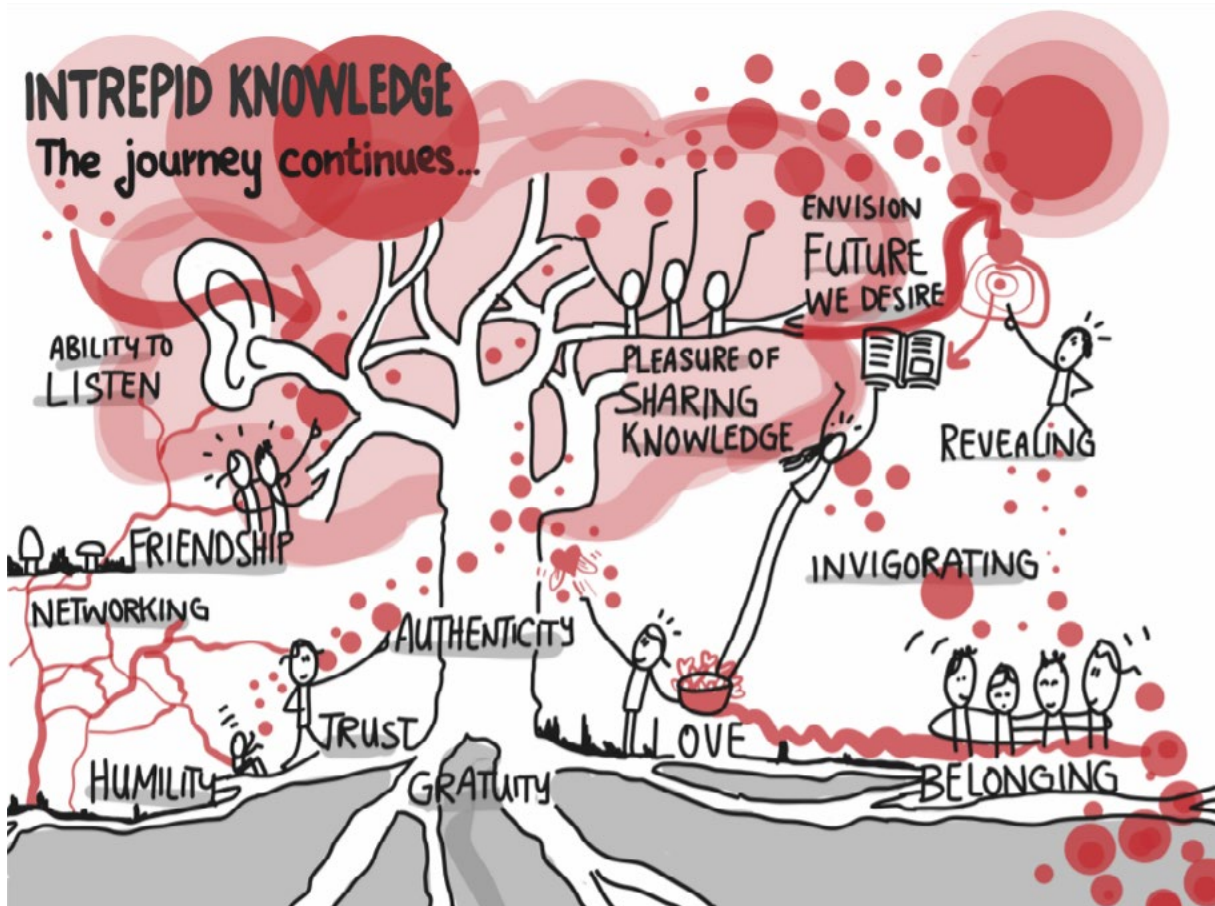 INTREPID KNOWLEDGE
The journey continues...
ENVISION
FUTURE
WE DESIRE
ABILITY TO
LISTEN
PLEASURE OF
SHARING
KNOWLEDGE
REVEALING
FRIENDSHIP
INVIGORATING
NETWORKING
AUTHENTICITY
TRUST
LOVE
HUMILITY
GRATUITY
BELONGING